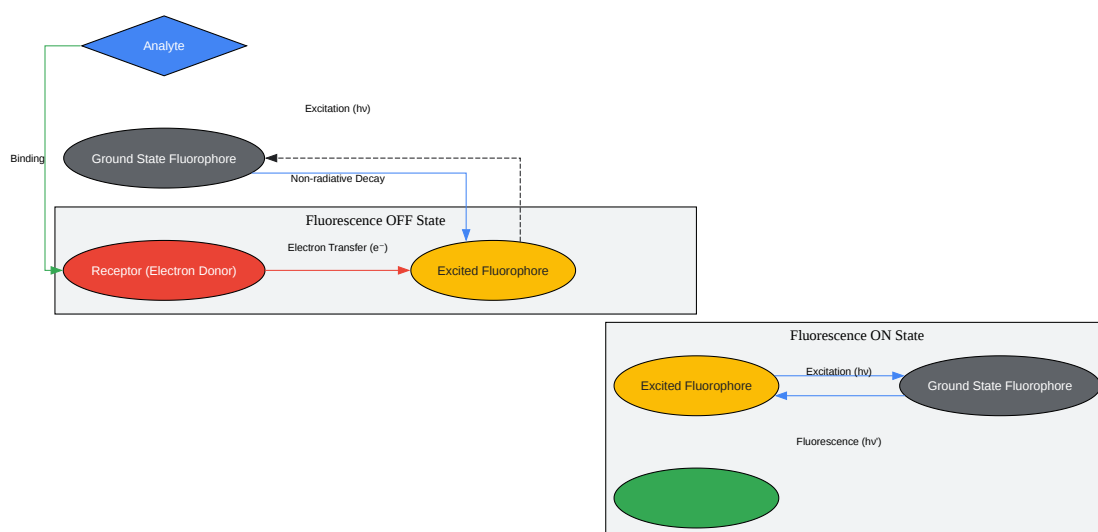 Analyte
Excitation (hν)
Binding
Ground State Fluorophore
Non-radiative Decay
Fluorescence OFF State
Electron Transfer (e⁻)
Receptor (Electron Donor)
Excited Fluorophore
Fluorescence ON State
Excitation (hν)
Excited Fluorophore
Ground State Fluorophore
Fluorescence (hν')